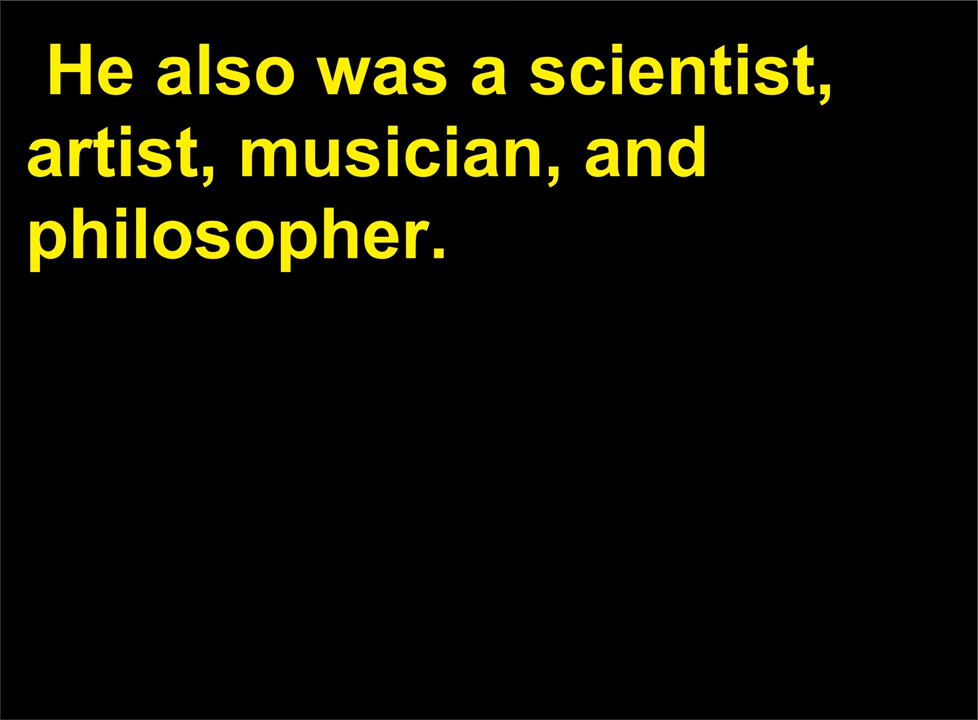 He also was a scientist,
artist, musician, and
philosopher.